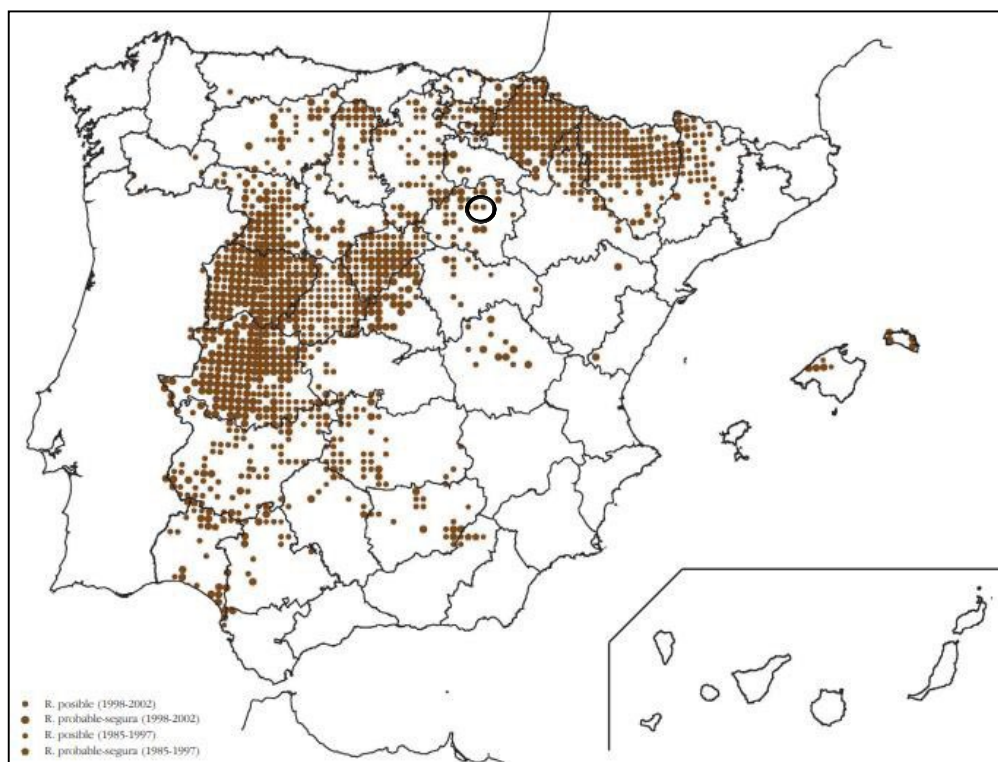 R. posible (1998-2002)
R. probable-segura (1998-2002)
R. posible (1985-1997)
R. probable-segura (1985-1997)